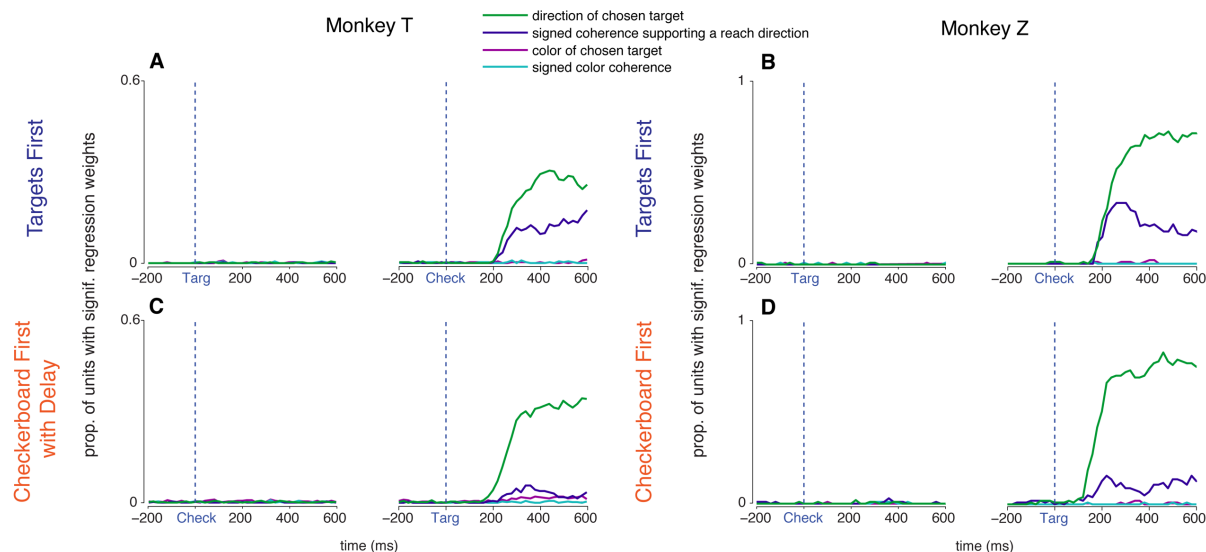 Monkey T
Monkey Z
direction of chosen target
signed coherence supporting a reach direction
color of chosen target
signed color coherence
A
B
Targets First
Targets First
prop. of units with signif. regression weights
prop. of units with signif. regression weights
0.6
0
−200 Targ 200 400 600
−200 Check 200 400 600
1
0
−200 Targ 200 400 600
−200 Check 200 400 600
C
D
Checkerboard First
with Delay
Checkerboard First
0.6
0
−200 Check 200 400 600
−200 Targ 200 400 600
1
0
−200 Check 200 400 600
−200 Targ 200 400 600
time (ms)
time (ms)